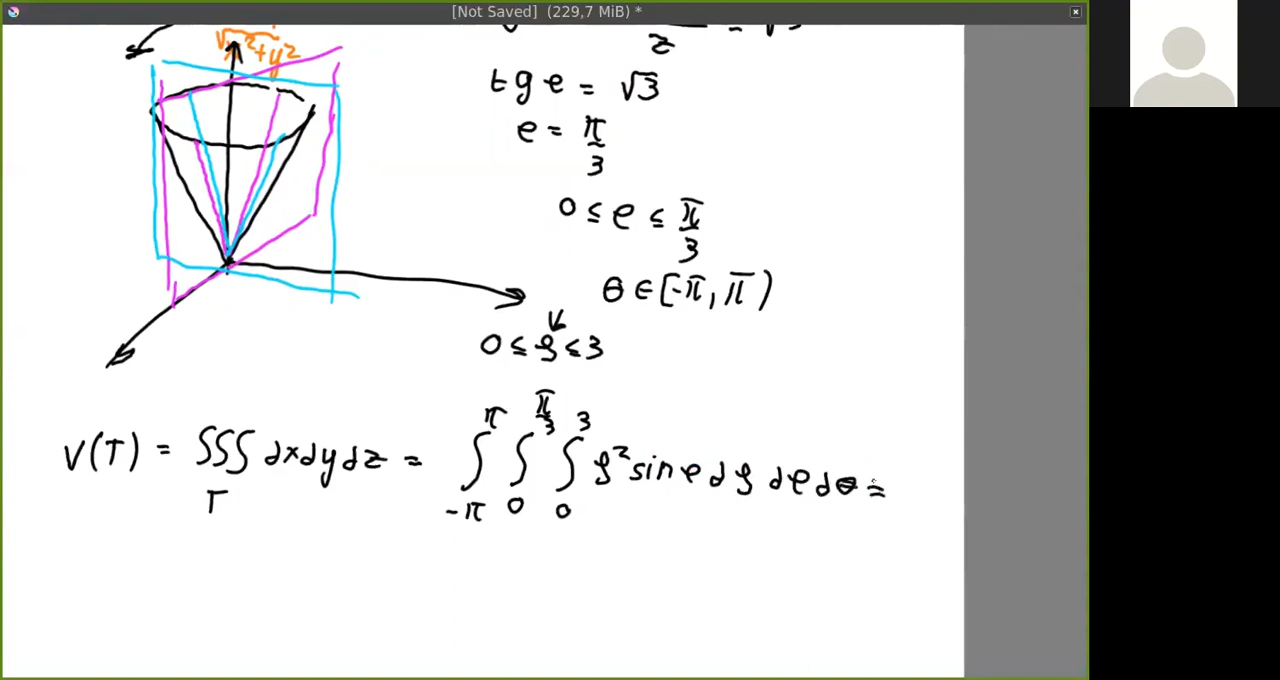 [Not Saved] (229,7 MiB) *
√x²+y²
z
= √3
tg φ = √3
φ = π/3
0 ≤ φ ≤ π/3
θ ∈ [-π, π)
0 ≤ ρ ≤ 3
V(T) = ∭_T dxdydz = ∫_{-π}^{π} ∫_0^{π/3} ∫_0^3 ρ² sin φ dρ dφ dθ =